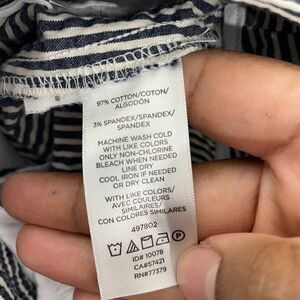 97% COTTON/COTON/
ALGODÓN
3% SPANDEX/SPANDEX/
SPANDEX
MACHINE WASH COLD
WITH LIKE COLORS
ONLY NON-CHLORINE
BLEACH WHEN NEEDED
LINE DRY
COOL IRON IF NEEDED
OR DRY CLEAN
WITH LIKE COLORS/
AVEC COULEURS
SIMILAIRES/
CON COLORES SIMILARES
497802
ID# 10078
CA#57421
RN#77379